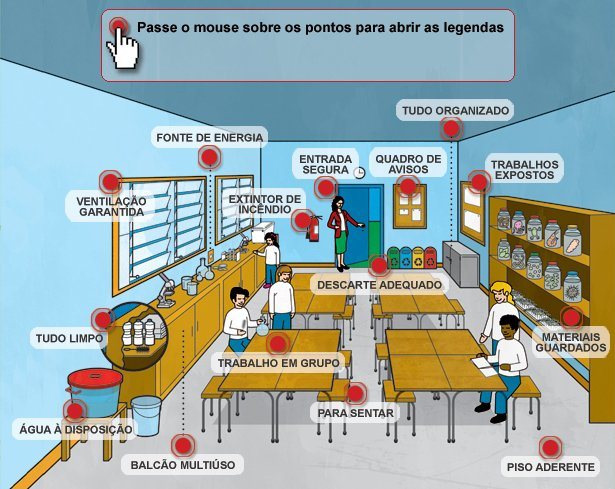 Passe o mouse sobre os pontos para abrir as legendas
TUDO ORGANIZADO
FONTE DE ENERGIA
ENTRADA
SEGURA
QUADRO DE
AVISOS
TRABALHOS
EXPOSTOS
VENTILAÇÃO
GARANTIDA
EXTINTOR DE
INCÊNDIO
DESCARTE ADEQUADO
TUDO LIMPO
TRABALHO EM GRUPO
MATERIAIS
GUARDADOS
PARA SENTAR
ÁGUA À DISPOSIÇÃO
BALCÃO MULTIÚSO
PISO ADERENTE